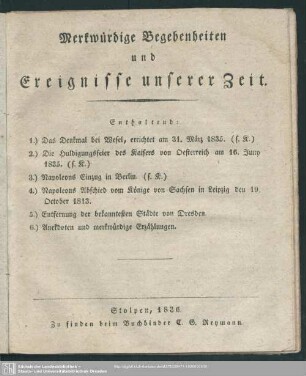 Merkwürdige Begebenheiten
und
Ereignisse unserer Zeit.
Enthaltend:
1.) Das Denkmal bei Wesel, errichtet am 31. März 1835. (s. K.)
2.) Die Huldigungsfeier des Kaisers von Oesterreich am 16. Juny
1835. (s. K.)
3.) Napoleons Einzug in Berlin. (s. K.)
4.) Napoleons Abschied vom Könige von Sachsen in Leipzig den 19.
October 1813.
5.) Entfernung der bekanntesten Städte von Dresden.
6.) Anekdoten und merkwürdige Erzählungen.
Stolpen, 1836.
Zu finden beim Buchbinder C. G. Reymann.